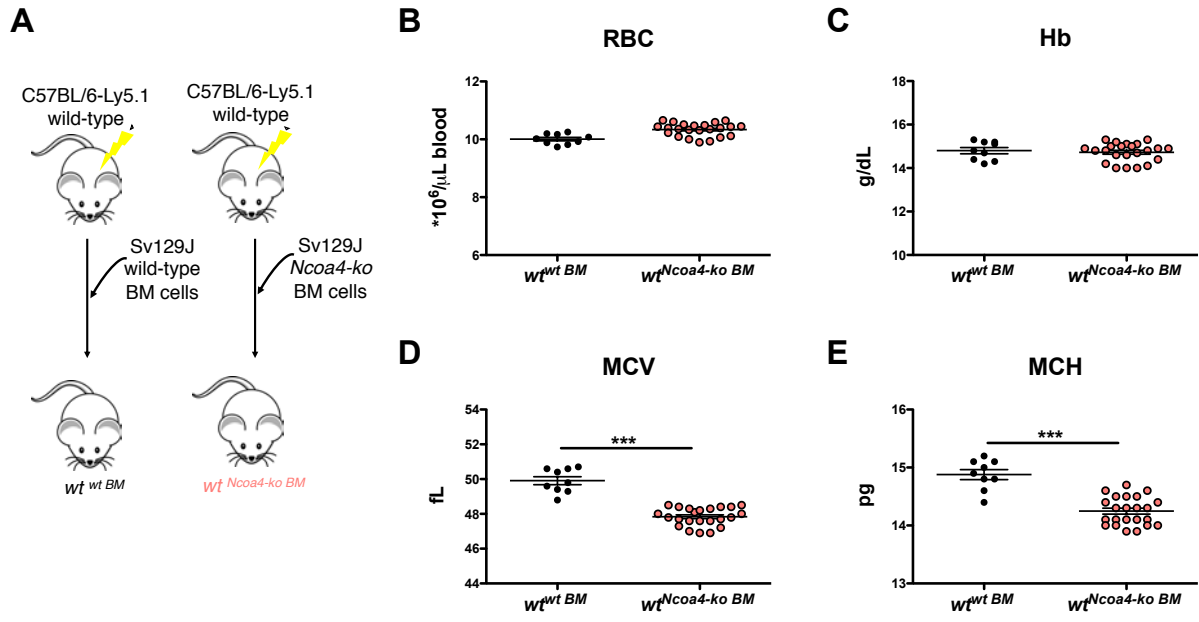 A
C57BL/6-Ly5.1
wild-type
C57BL/6-Ly5.1
wild-type
Sv129J
wild-type
BM cells
Sv129J
Ncoa4-ko
BM cells
wt wt BM
wt Ncoa4-ko BM
B
RBC
*10^6/µL blood
12
10
8
6
wt^wt BM
wt^Ncoa4-ko BM
C
Hb
g/dL
18
16
14
12
10
wt^wt BM
wt^Ncoa4-ko BM
D
MCV
fL
54
52
50
48
46
44
***
wt^wt BM
wt^Ncoa4-ko BM
E
MCH
pg
16
15
14
13
***
wt^wt BM
wt^Ncoa4-ko BM